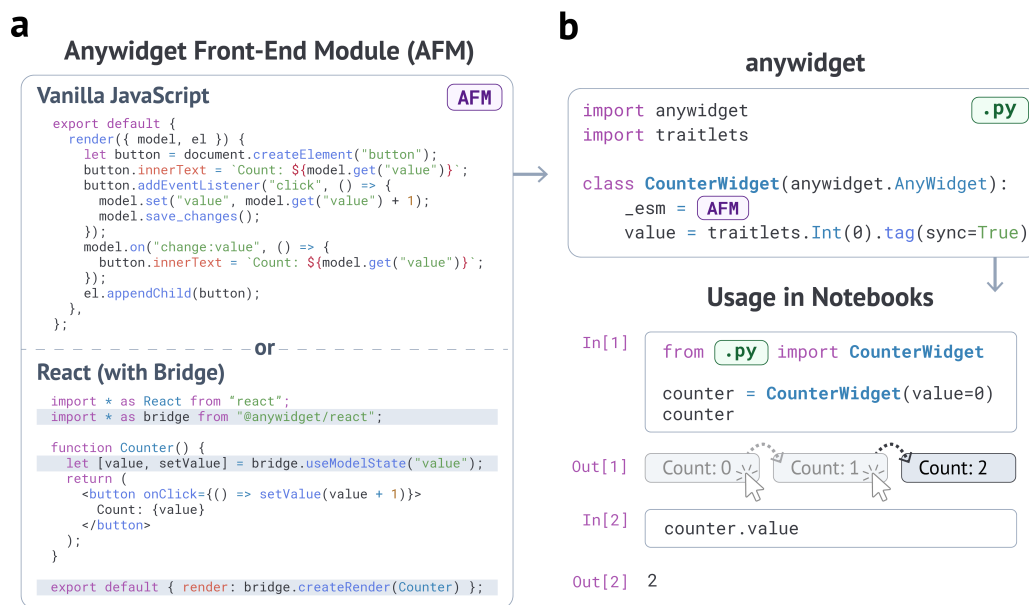 a
Anywidget Front-End Module (AFM)
Vanilla JavaScript
AFM
export default {
  render({ model, el }) {
    let button = document.createElement("button");
    button.innerText = `Count: ${model.get("value")}`;
    button.addEventListener("click", () => {
      model.set("value", model.get("value") + 1);
      model.save_changes();
    });
    model.on("change:value", () => {
      button.innerText = `Count: ${model.get("value")}`;
    });
    el.appendChild(button);
  },
};
or
React (with Bridge)
import * as React from “react”;
import * as bridge from "@anywidget/react";
function Counter() {
  let [value, setValue] = bridge.useModelState("value");
  return (
    <button onClick={() => setValue(value + 1)}>
      Count: {value}
    </button>
  );
}
export default { render: bridge.createRender(Counter) };
b
anywidget
.py
import anywidget
import traitlets
class CounterWidget(anywidget.AnyWidget):
    _esm = AFM
    value = traitlets.Int(0).tag(sync=True)
Usage in Notebooks
In[1]
from .py import CounterWidget
counter = CounterWidget(value=0)
counter
Out[1] Count: 0 Count: 1 Count: 2
In[2]
counter.value
Out[2] 2